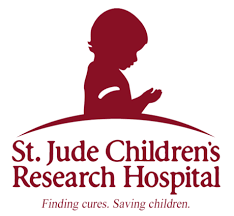 St. Jude Children's
Research Hospital
Finding cures. Saving children.